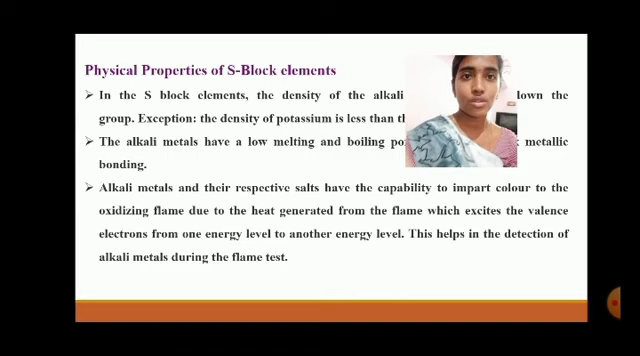 Physical Properties of S-Block elements
➢ In the S block elements, the density of the alkali lown the
group. Exception: the density of potassium is less than th
➢ The alkali metals have a low melting and boiling po metallic
bonding.
➢ Alkali metals and their respective salts have the capability to impart colour to the
oxidizing flame due to the heat generated from the flame which excites the valence
electrons from one energy level to another energy level. This helps in the detection of
alkali metals during the flame test.